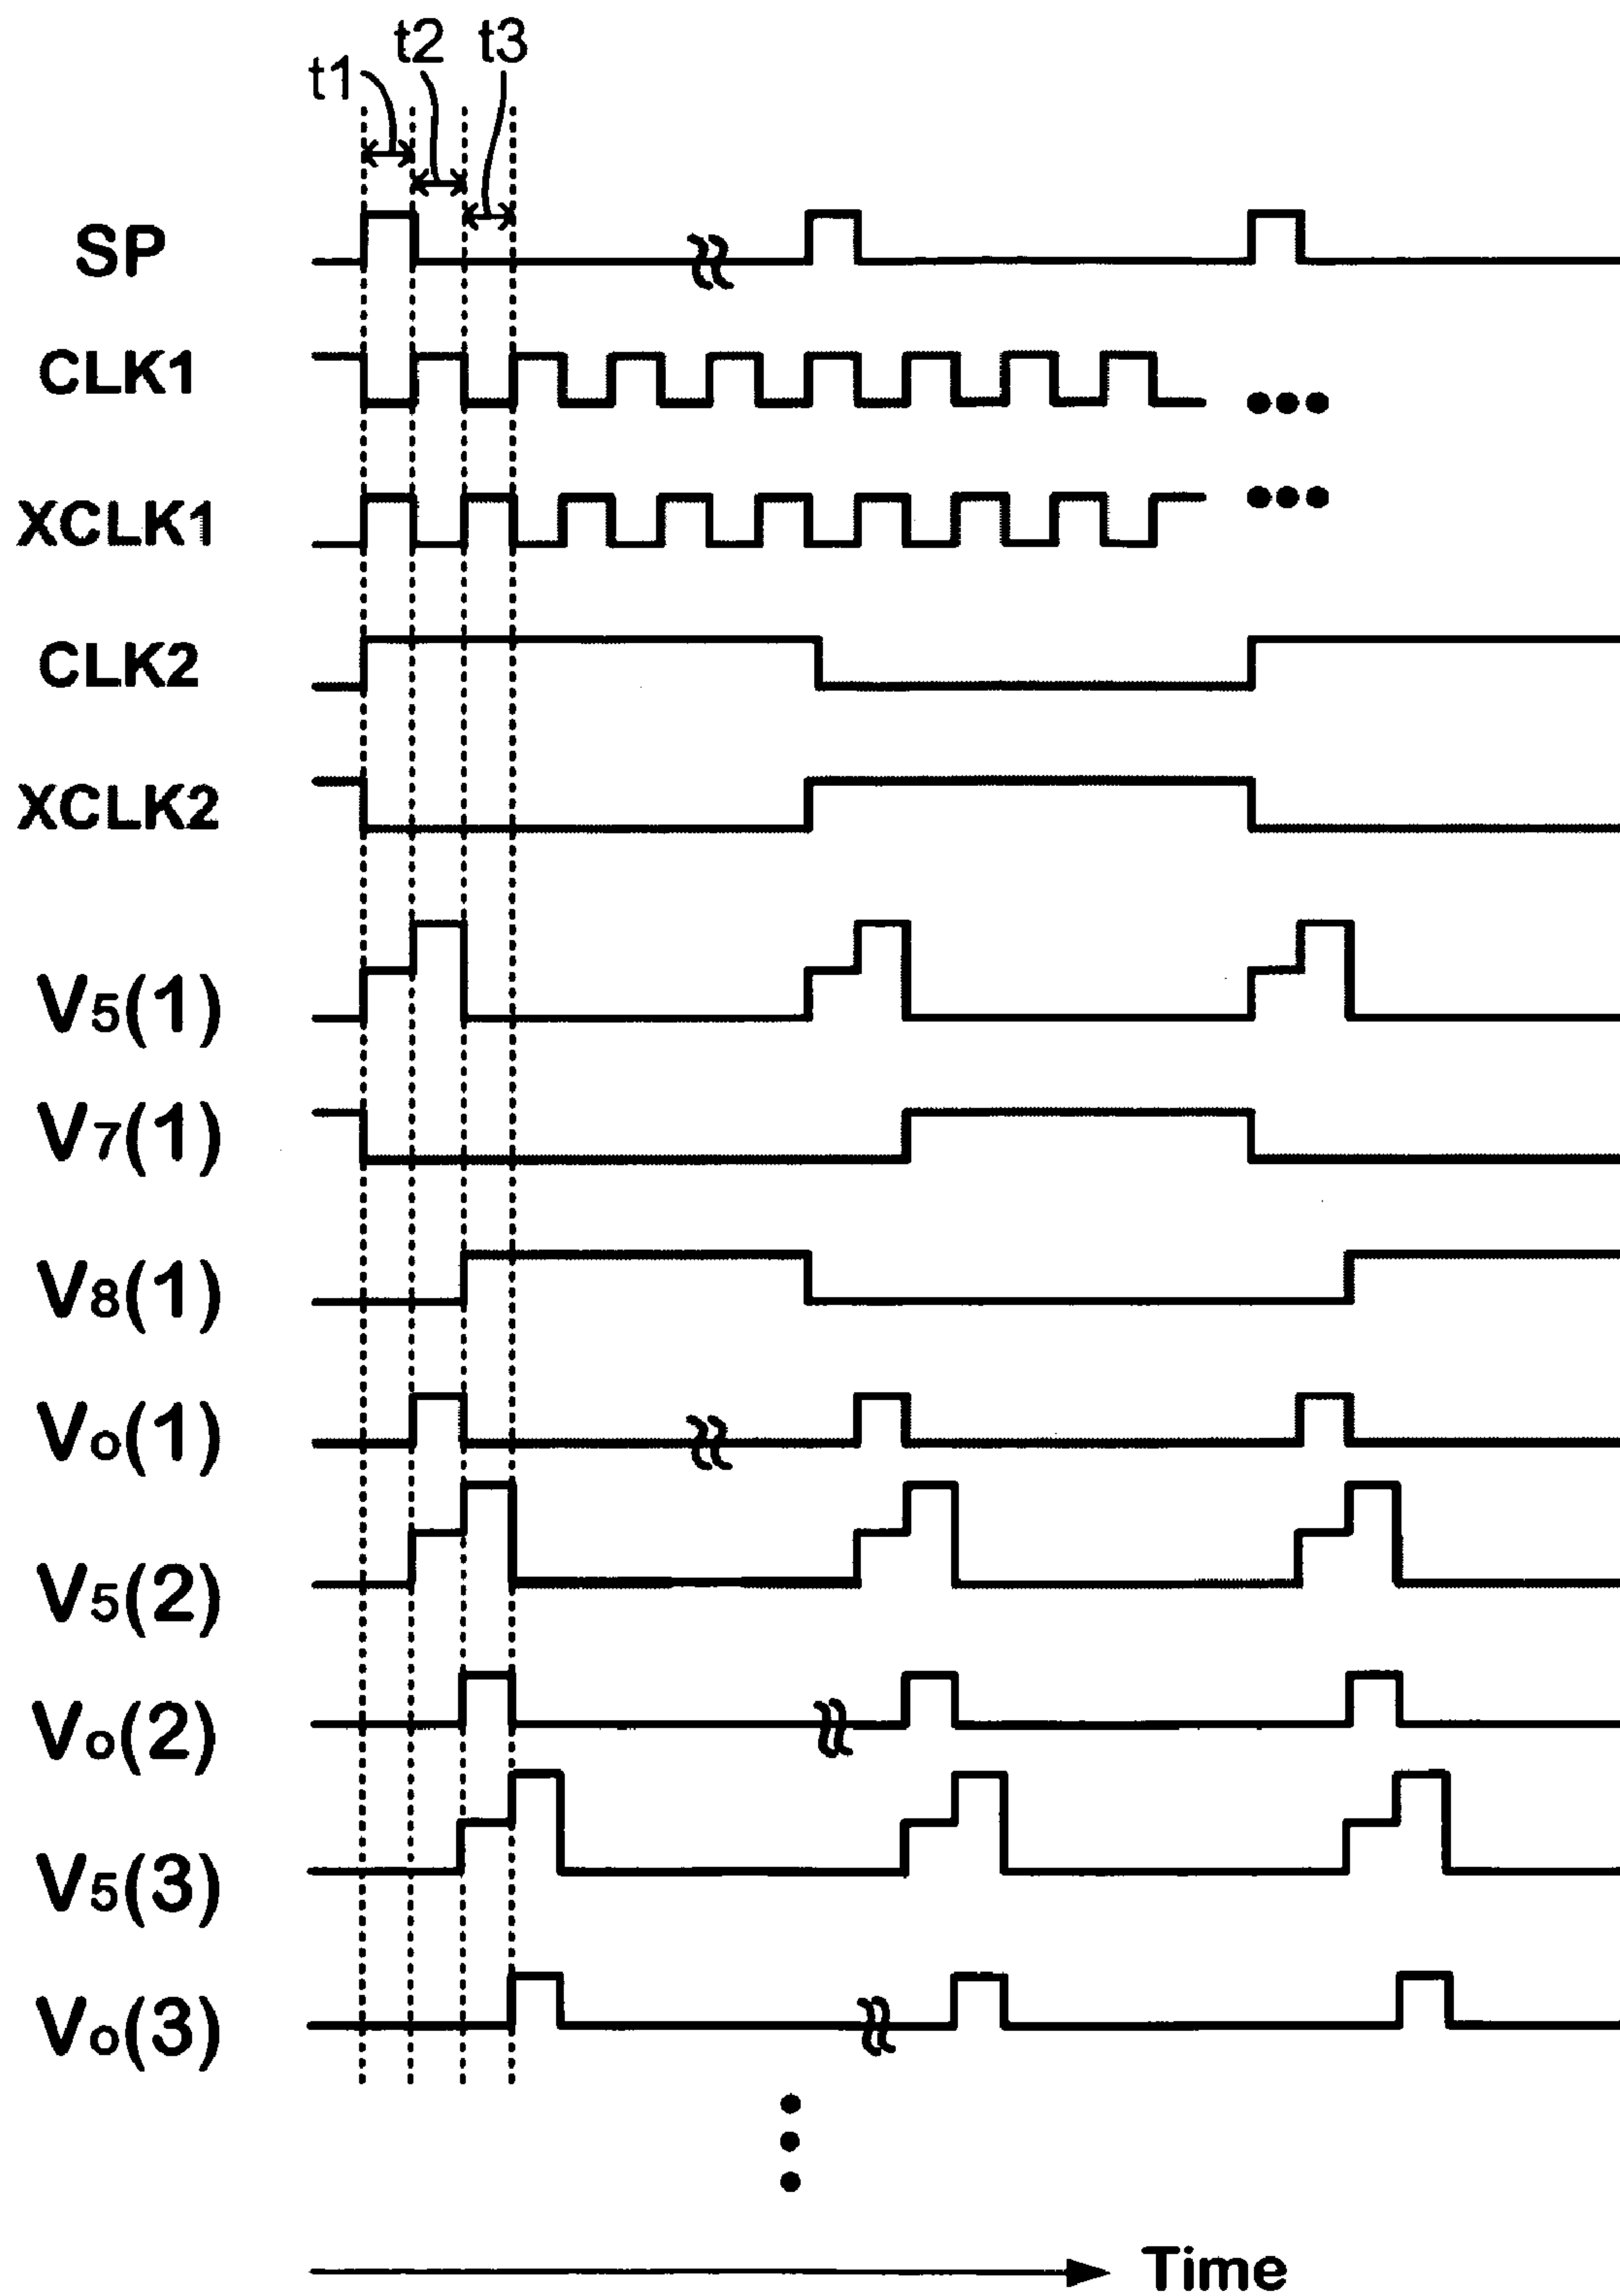 t1 t2 t3
SP
CLK1
XCLK1
CLK2
XCLK2
V5(1)
V7(1)
V8(1)
Vo(1)
V5(2)
Vo(2)
V5(3)
Vo(3)
Time